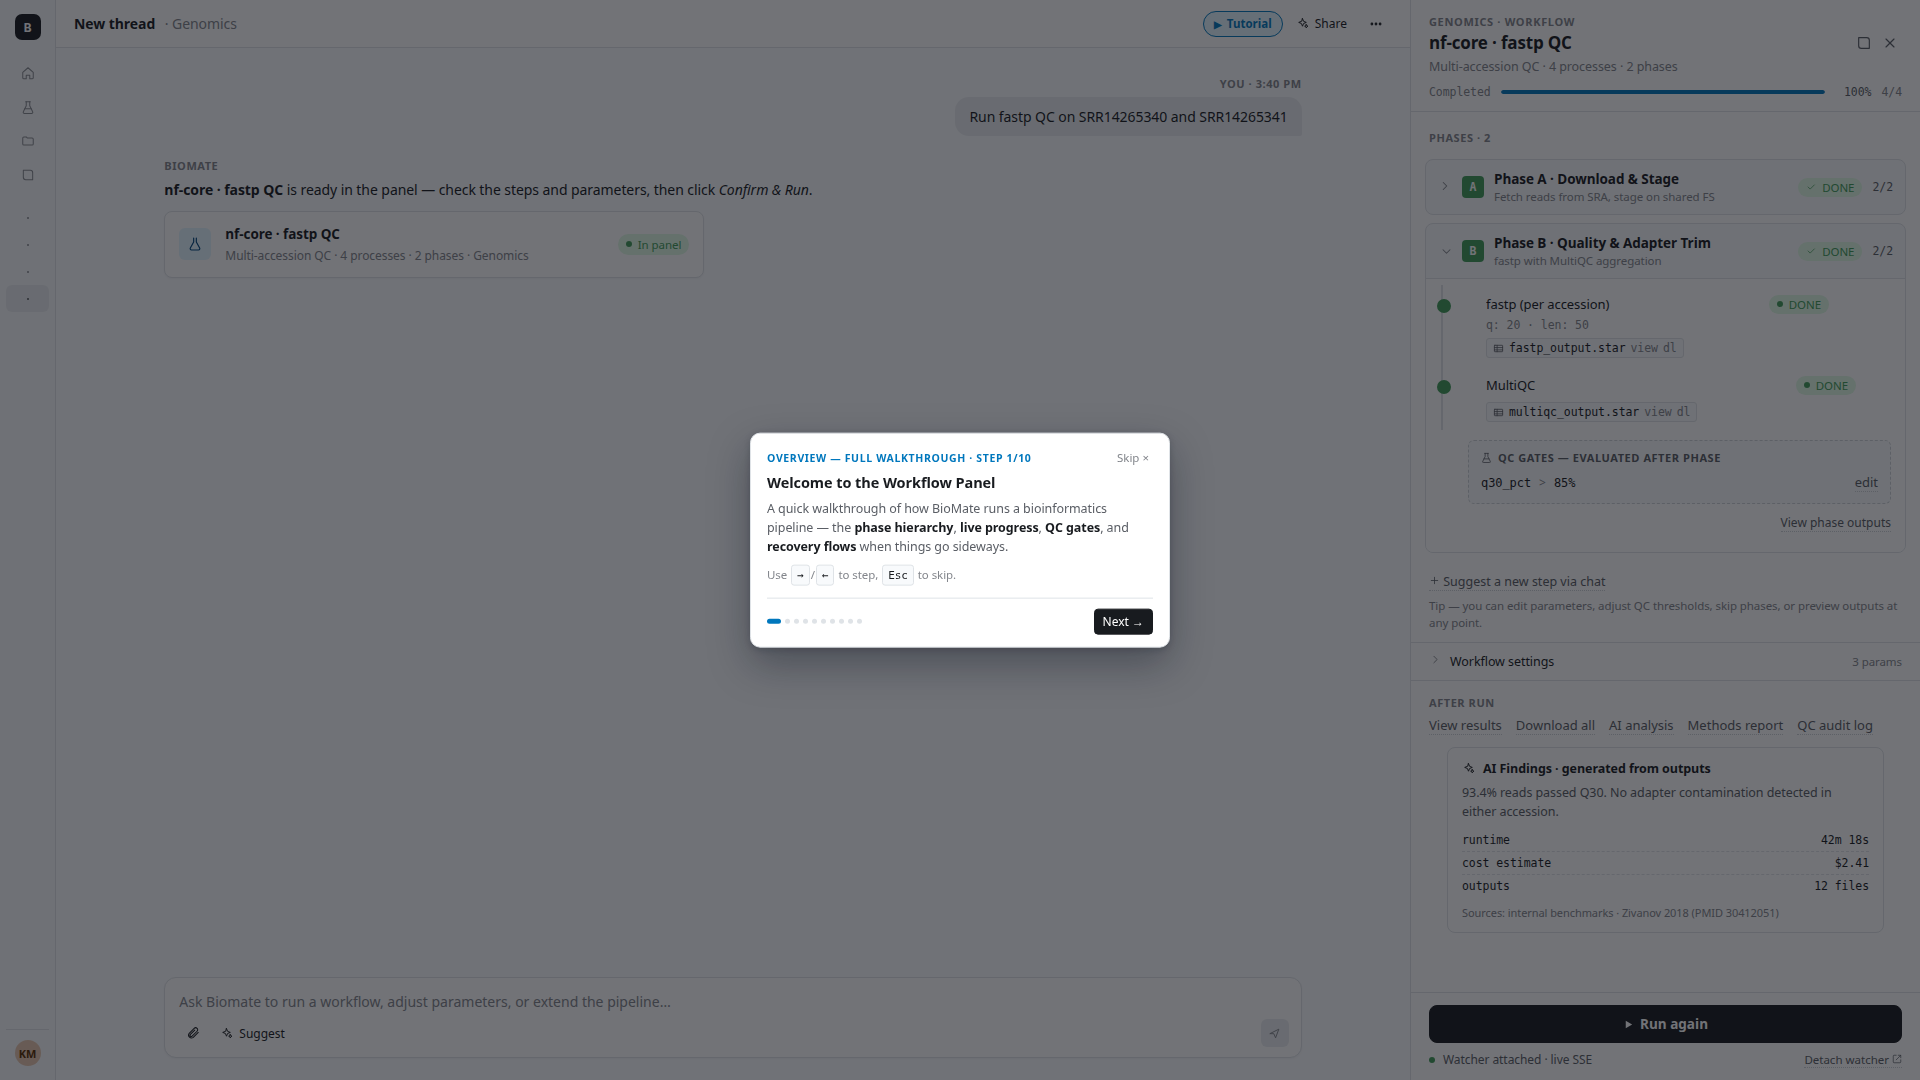 B
New thread · Genomics
▶ Tutorial
Share
YOU · 3:40 PM
Run fastp QC on SRR14265340 and SRR14265341
BIOMATE
nf-core · fastp QC is ready in the panel — check the steps and parameters, then click Confirm & Run.
nf-core · fastp QC
Multi-accession QC · 4 processes · 2 phases · Genomics
In panel
OVERVIEW — FULL WALKTHROUGH · STEP 1/10
Skip ×
Welcome to the Workflow Panel
A quick walkthrough of how BioMate runs a bioinformatics
pipeline — the phase hierarchy, live progress, QC gates, and
recovery flows when things go sideways.
Use → / ← to step, Esc to skip.
Next →
Ask Biomate to run a workflow, adjust parameters, or extend the pipeline...
Suggest
KM
GENOMICS · WORKFLOW
nf-core · fastp QC
Multi-accession QC · 4 processes · 2 phases
Completed 100% 4/4
PHASES · 2
A
Phase A · Download & Stage
Fetch reads from SRA, stage on shared FS
DONE 2/2
B
Phase B · Quality & Adapter Trim
fastp with MultiQC aggregation
DONE 2/2
fastp (per accession)
DONE
q: 20 · len: 50
fastp_output.star view dl
MultiQC
DONE
multiqc_output.star view dl
QC GATES — EVALUATED AFTER PHASE
q30_pct > 85%
edit
View phase outputs
+ Suggest a new step via chat
Tip — you can edit parameters, adjust QC thresholds, skip phases, or preview outputs at
any point.
Workflow settings
3 params
AFTER RUN
View results Download all AI analysis Methods report QC audit log
AI Findings · generated from outputs
93.4% reads passed Q30. No adapter contamination detected in
either accession.
runtime 42m 18s
cost estimate $2.41
outputs 12 files
Sources: internal benchmarks · Zivanov 2018 (PMID 30412051)
Run again
Watcher attached · live SSE
Detach watcher